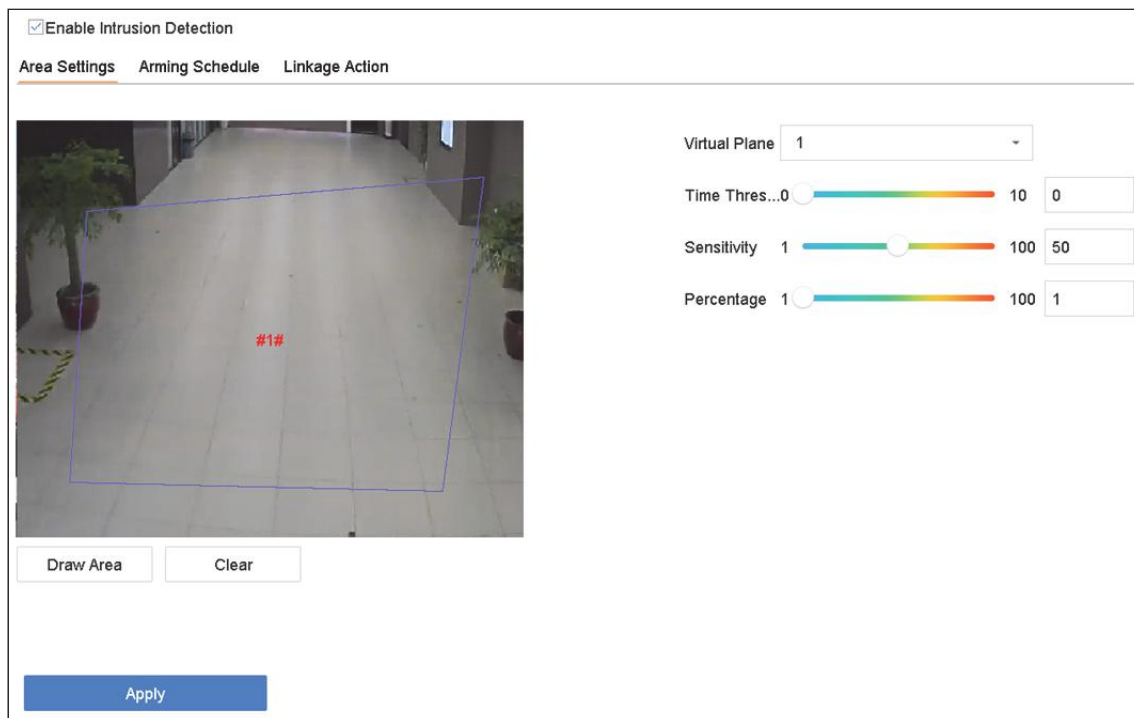 Enable Intrusion Detection
Area Settings Arming Schedule Linkage Action
Virtual Plane 1
Time Thres...0 10 0
Sensitivity 1 100 50
Percentage 1 100 1
#1#
Draw Area Clear
Apply